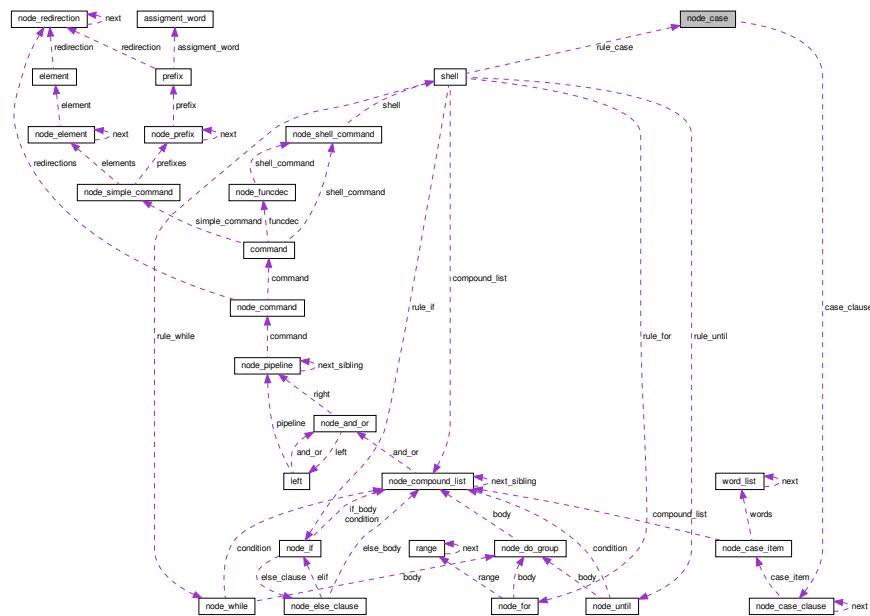 node_redirection
next
assigment_word
node_case
redirection
redirection
assigment_word
rule_case
element
prefix
shell
element
prefix
shell
node_element
next
node_prefix
next
node_shell_command
redirections
elements
prefixes
shell_command
node_simple_command
node_funcdec
shell_command
simple_command
funcdec
command
command
compound_list
node_command
rule_if
case_clause
rule_while
command
rule_for
rule_until
node_pipeline
next_sibling
right
pipeline
node_and_or
and_or
left
and_or
left
node_compound_list
next_sibling
word_list
next
if_body
condition
body
compound_list
words
condition
else_body
condition
node_if
range
next
node_do_group
node_case_item
else_clause
elif
body
range
body
body
case_item
node_while
node_else_clause
node_for
node_until
node_case_clause
next